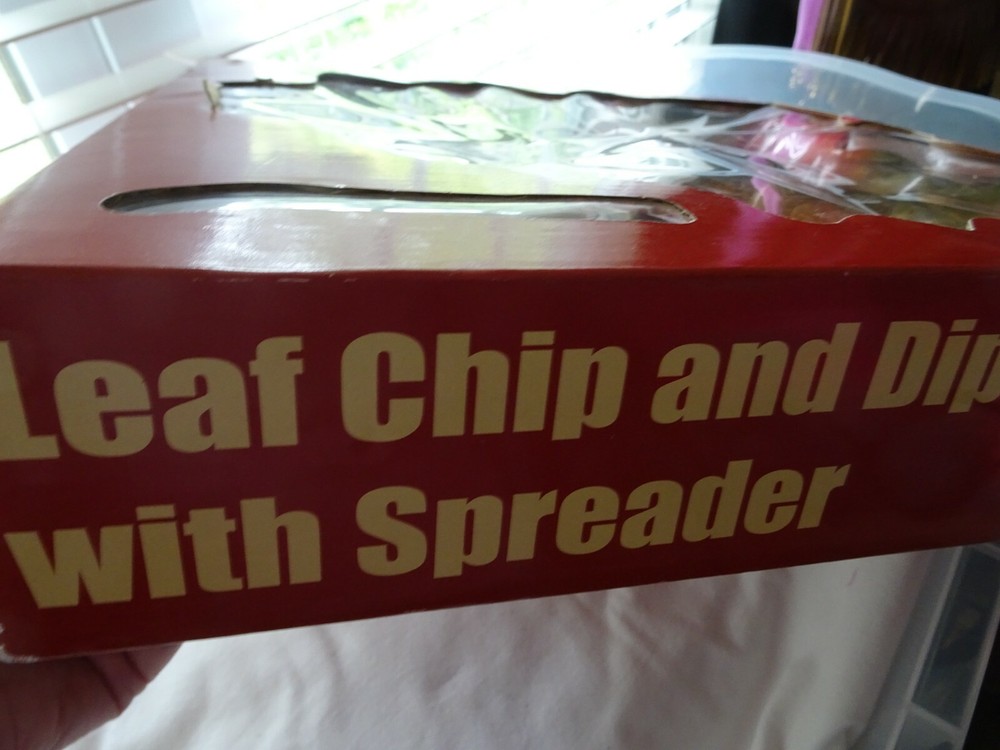 Leaf Chip and Dip
with Spreader